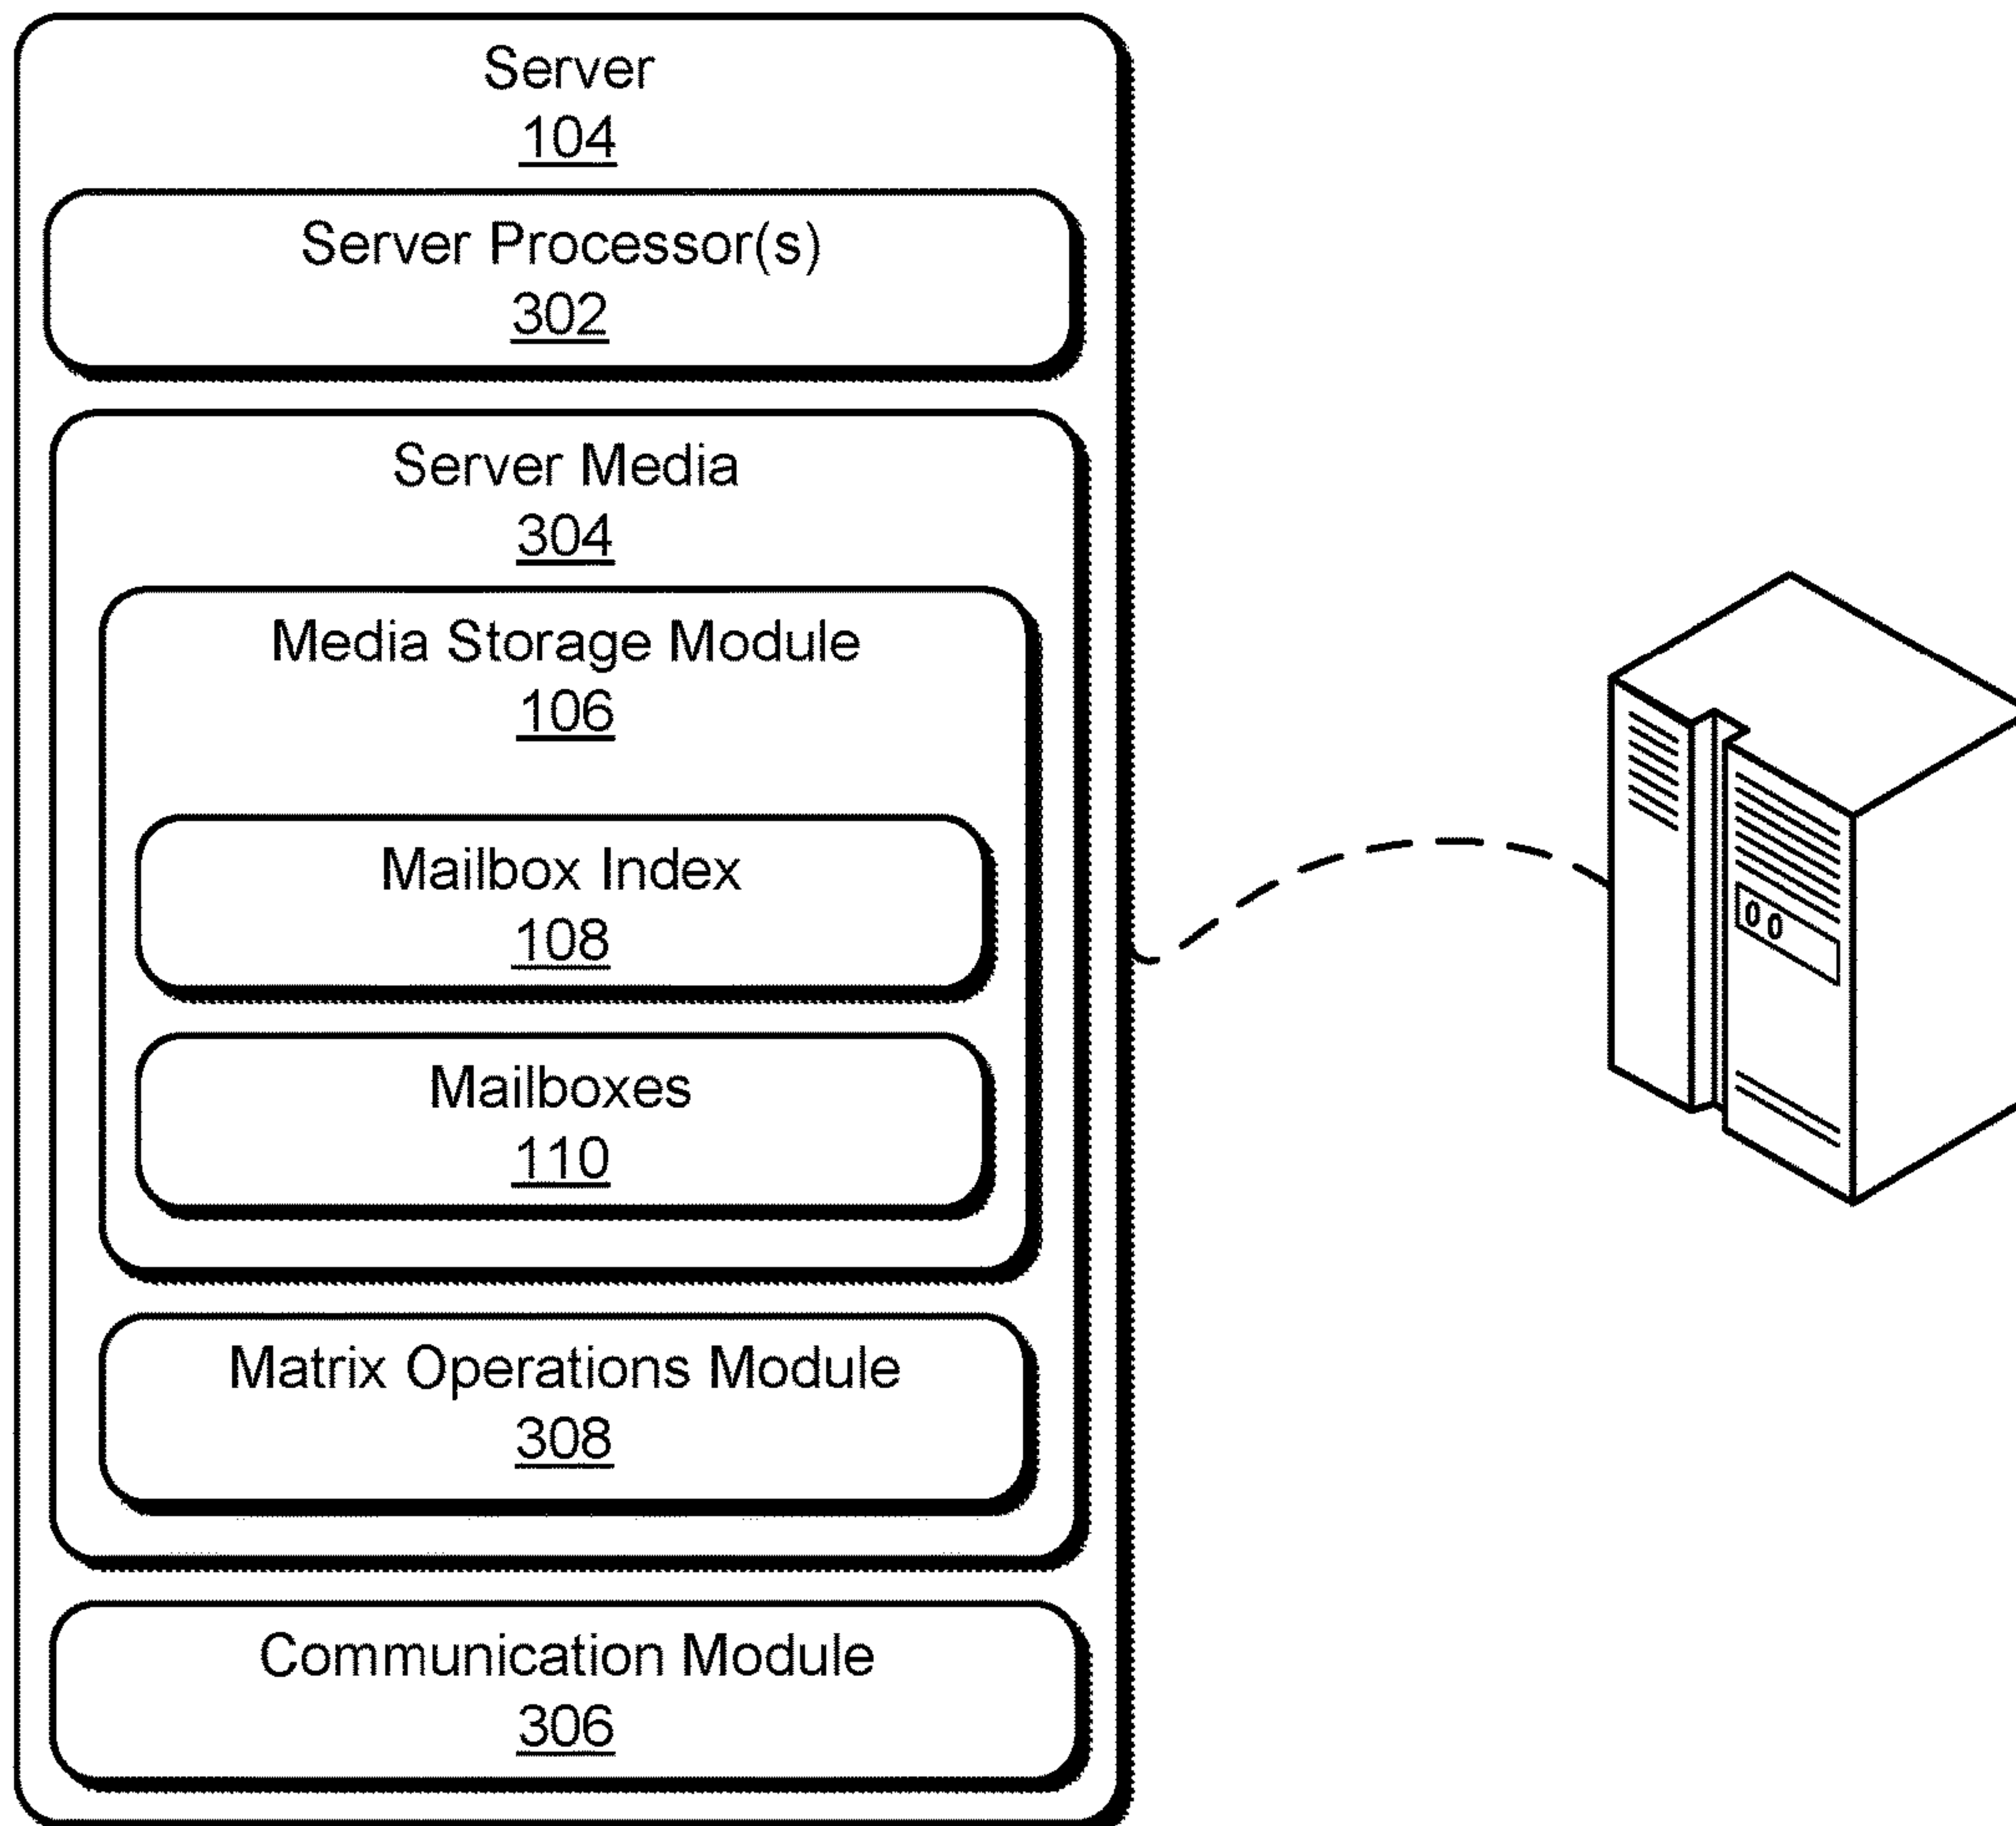 Server
104
Server Processor(s)
302
Server Media
304
Media Storage Module
106
Mailbox Index
108
Mailboxes
110
Matrix Operations Module
308
Communication Module
306